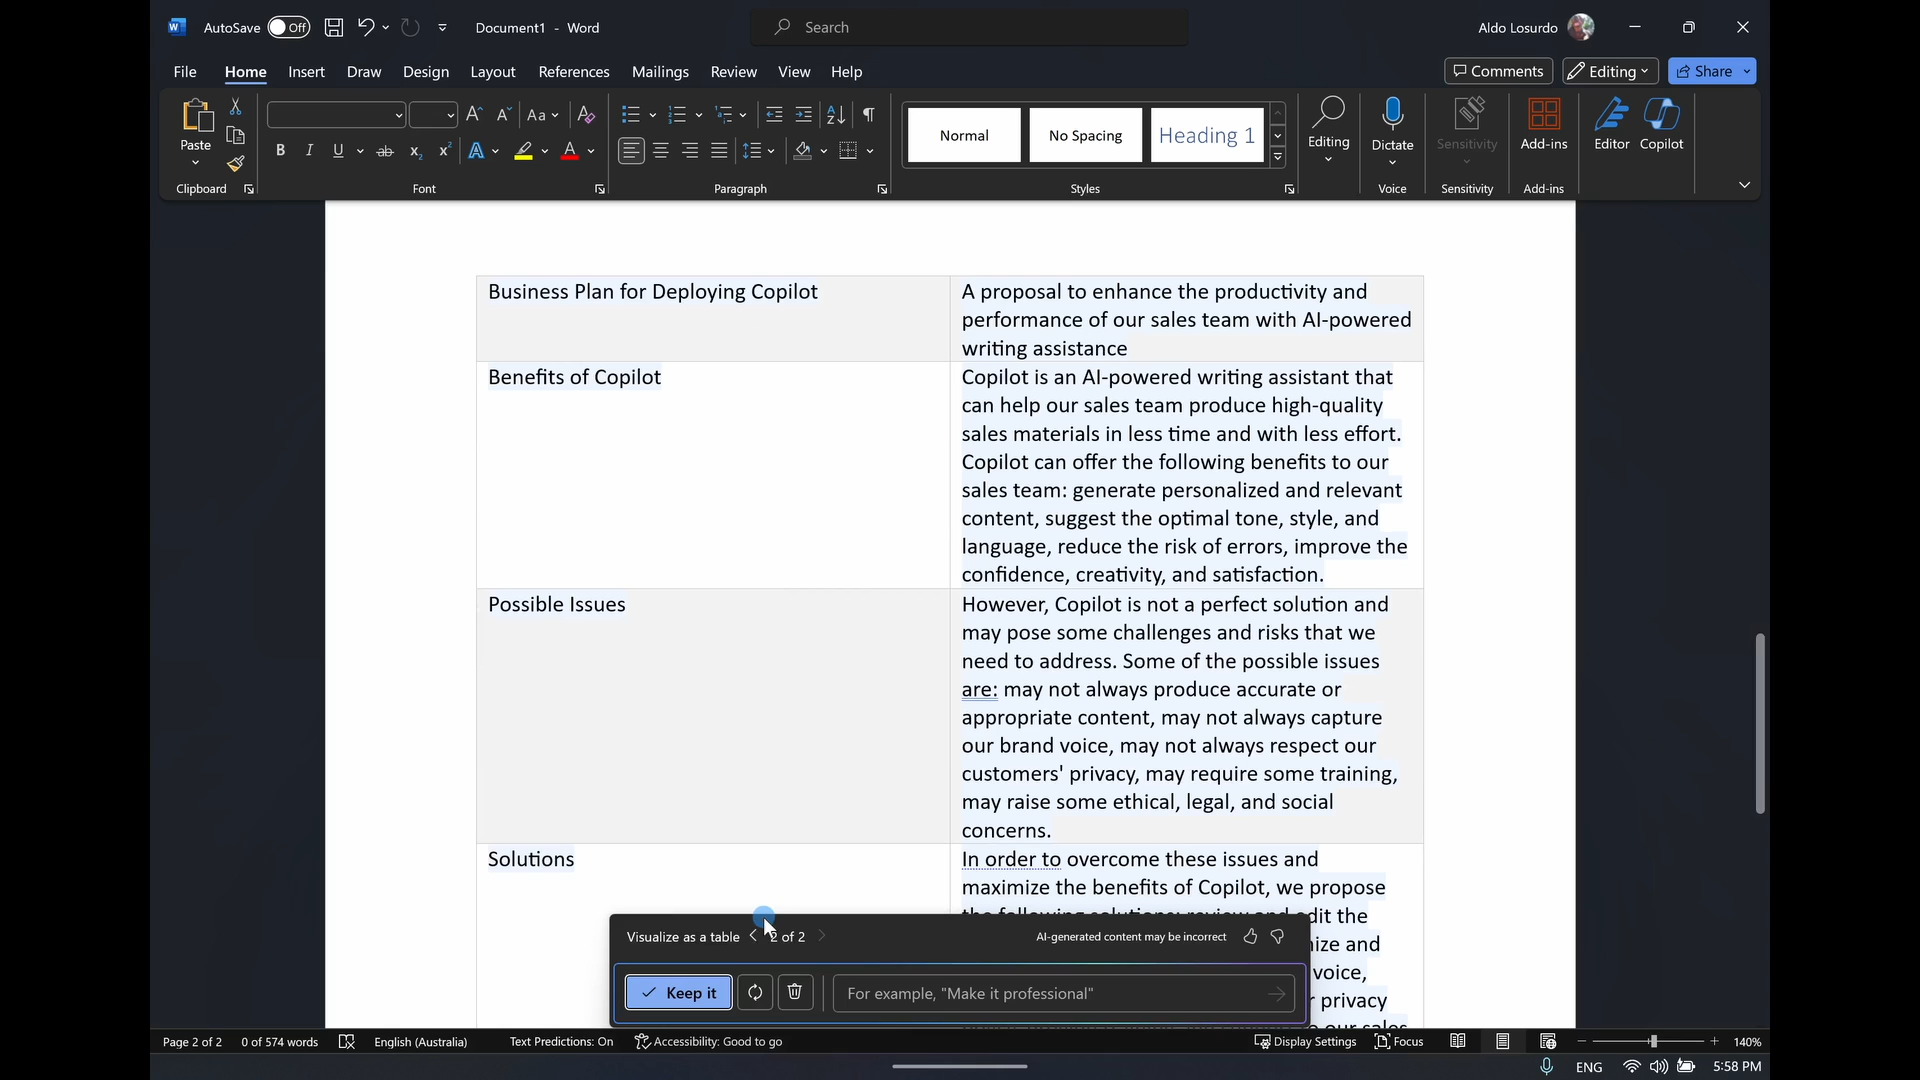 AutoSave Off Document1 - Word Search Aldo Losurdo
File Home Insert Draw Design Layout References Mailings Review View Help Comments Editing Share
Paste
Clipboard
Aa
B I U ab x₂ x² A A
Font
Paragraph
Normal No Spacing Heading 1
Styles
Editing
Dictate
Voice
Sensitivity
Sensitivity
Add-ins
Add-ins
Editor Copilot
Business Plan for Deploying Copilot
A proposal to enhance the productivity and
performance of our sales team with AI-powered
writing assistance
Benefits of Copilot
Copilot is an AI-powered writing assistant that
can help our sales team produce high-quality
sales materials in less time and with less effort.
Copilot can offer the following benefits to our
sales team: generate personalized and relevant
content, suggest the optimal tone, style, and
language, reduce the risk of errors, improve the
confidence, creativity, and satisfaction.
Possible Issues
However, Copilot is not a perfect solution and
may pose some challenges and risks that we
need to address. Some of the possible issues
are: may not always produce accurate or
appropriate content, may not always capture
our brand voice, may not always respect our
customers' privacy, may require some training,
may raise some ethical, legal, and social
concerns.
Solutions
In order to overcome these issues and
maximize the benefits of Copilot, we propose
the following solutions: review and edit the
ize and
voice,
privacy
our sales
Visualize as a table 2 of 2 AI-generated content may be incorrect
Keep it For example, "Make it professional"
Page 2 of 2 0 of 574 words English (Australia) Text Predictions: On Accessibility: Good to go Display Settings Focus 140%
ENG 5:58 PM